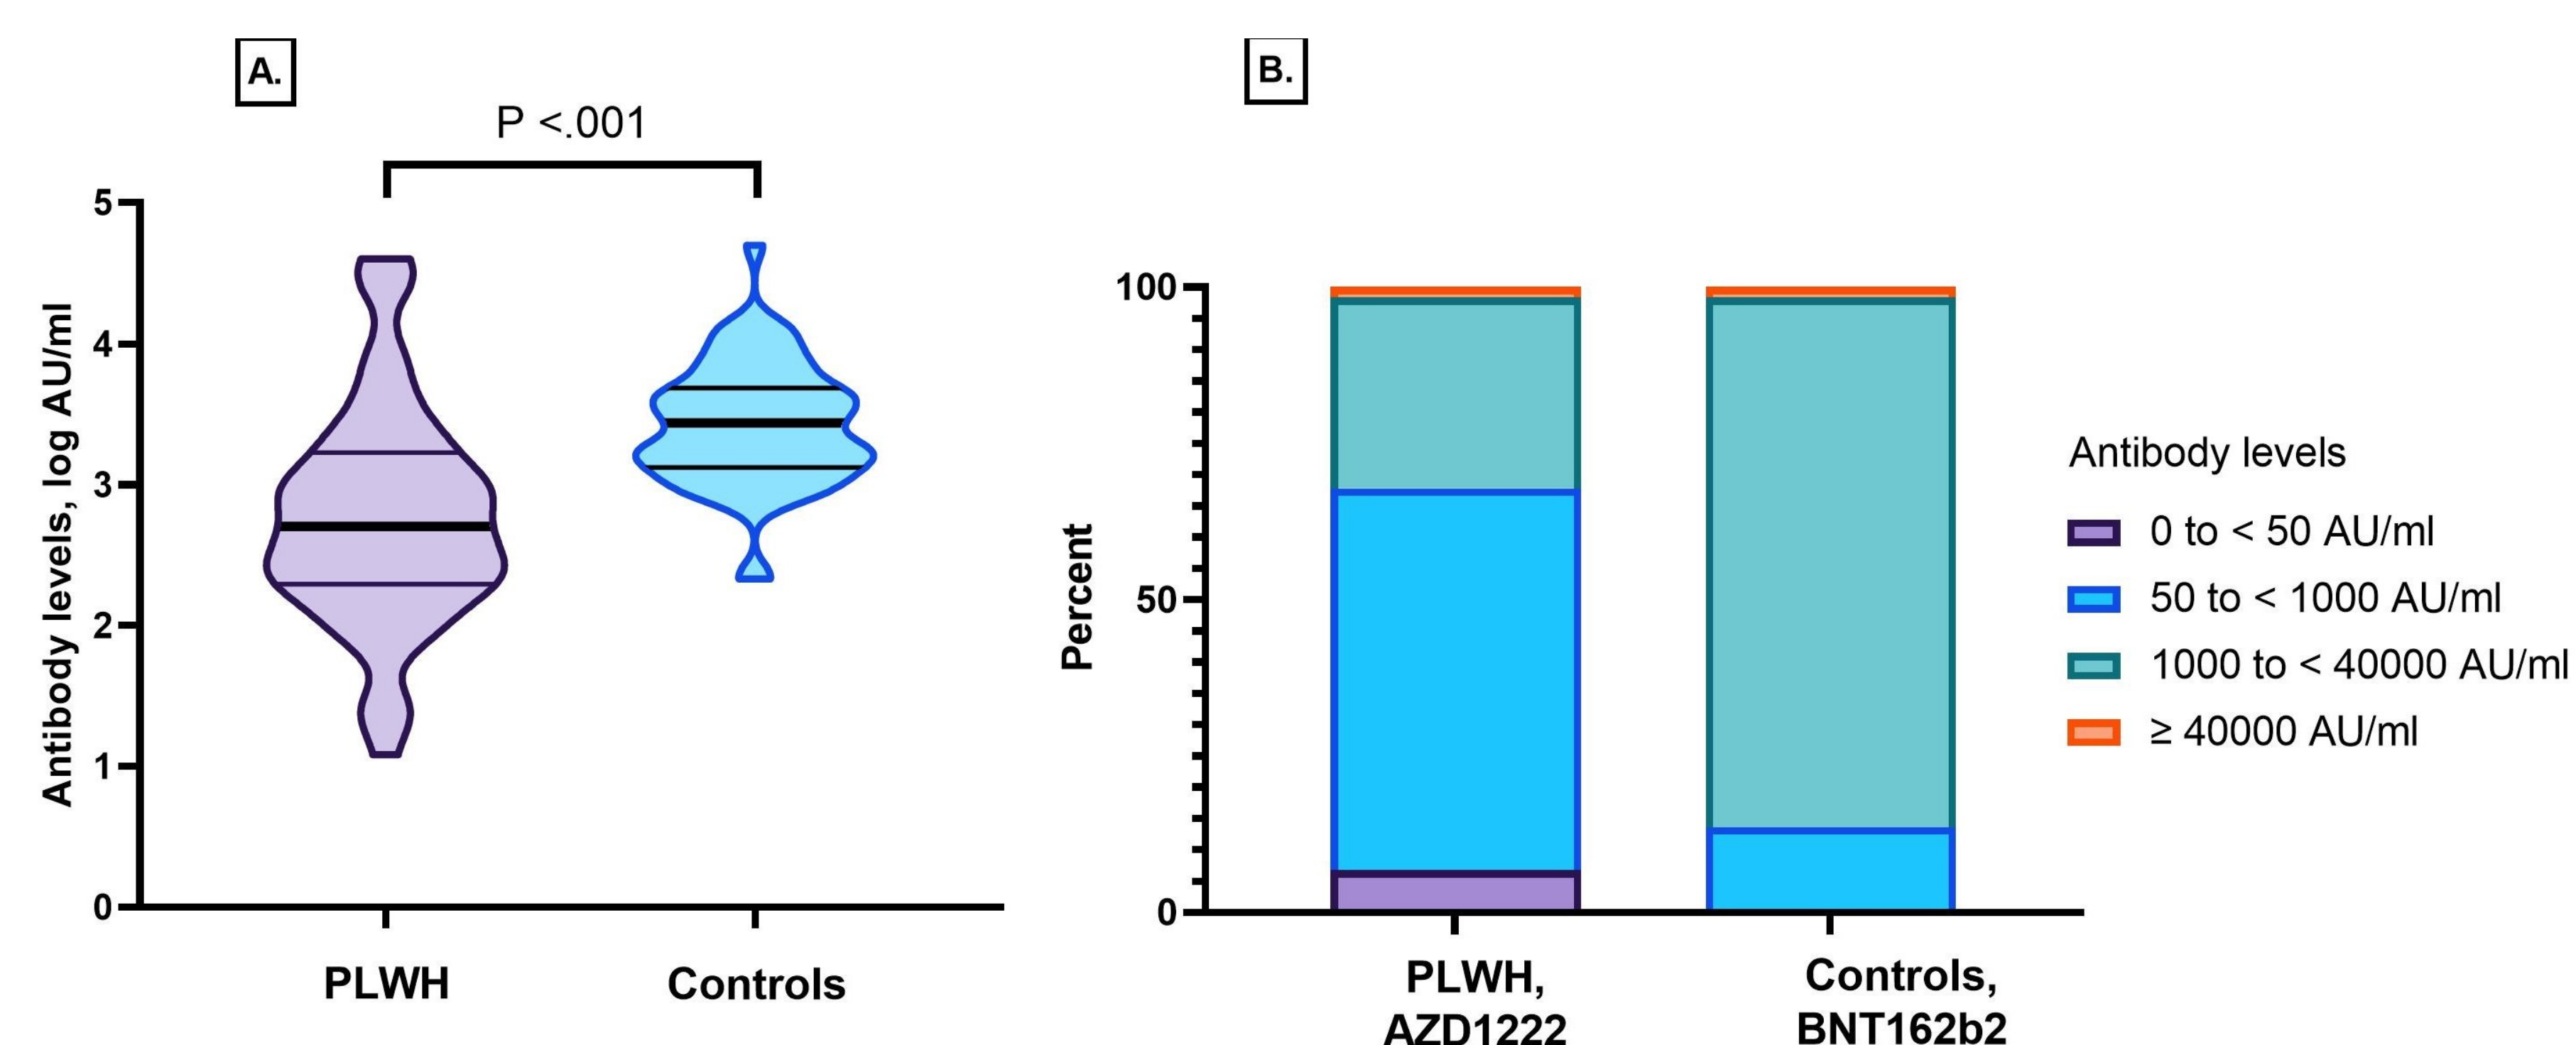 A.
P <.001
Antibody levels, log AU/ml
5
4
3
2
1
0
PLWH
Controls
B.
Percent
100
50
0
PLWH,
AZD1222
Controls,
BNT162b2
Antibody levels
0 to < 50 AU/ml
50 to < 1000 AU/ml
1000 to < 40000 AU/ml
≥ 40000 AU/ml